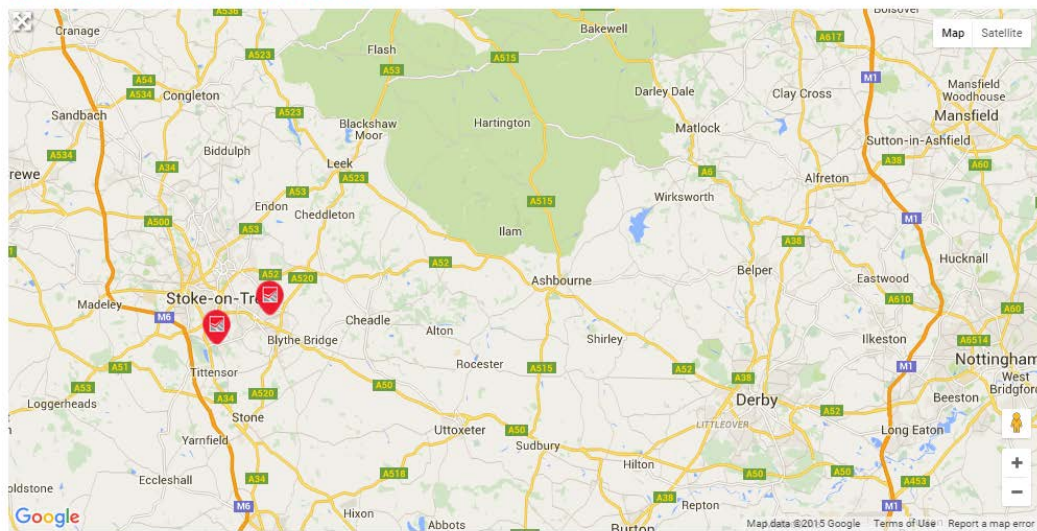 Cranage
A536
Bolsover
Flash
A515
Bakewell
Map Satellite
A523
A53
A617
M1
A54
A534
Congleton
A523
Darley Dale
Clay Cross
Mansfield
Woodhouse
Sandbach
Blackshaw
Moor
Hartington
Matlock
Mansfield
Sutton-in-Ashfield
A534
Biddulph
A34
Leek
A523
A6
A38
A60
rewe
Alfreton
A53
Wirksworth
Endon
Cheddleton
A515
A500
A53
Ilam
M1
A38
A52
A520
A52
Ashbourne
Belper
Eastwood
Hucknall
Madeley
Stoke-on-Tre
A610
M6
Cheadle
Alton
Shirley
A60
Blythe Bridge
Ilkeston
A6514
A51
Tittensor
Rocester
A515
A52
M1
Nottingham
A53
A50
A38
West
Bridgford
Loggerheads
A34
A520
Derby
A52
Beeston
Stone
LITTLEOVER
Yarnfield
Uttoxeter
A50
Sudbury
Long Eaton
Eccleshall
A34
A518
Hilton
A50
A50
A453
oldstone
M6
Hixon
A38
Repton
M1
Google
Abbots
Burton
Map data ©2015 Google Terms of Use Report a map error